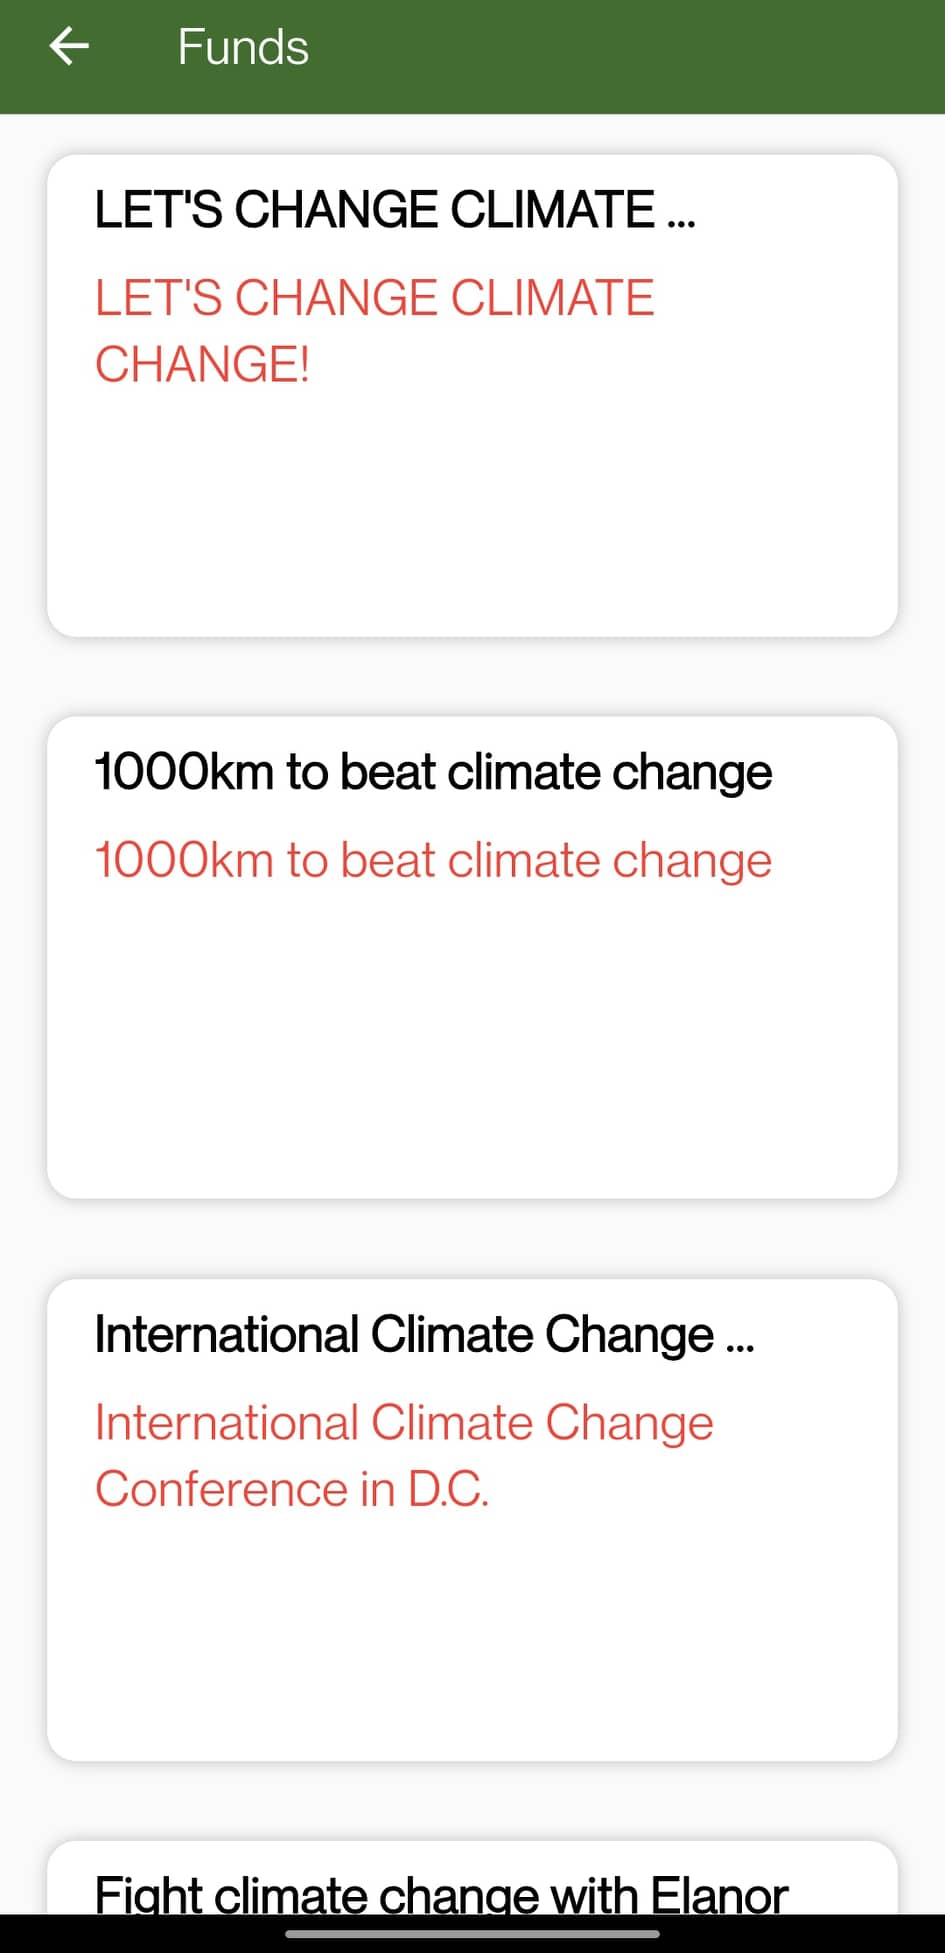 Funds
LET'S CHANGE CLIMATE ...
LET'S CHANGE CLIMATE
CHANGE!
1000km to beat climate change
1000km to beat climate change
International Climate Change ...
International Climate Change
Conference in D.C.
Fight climate change with Elanor